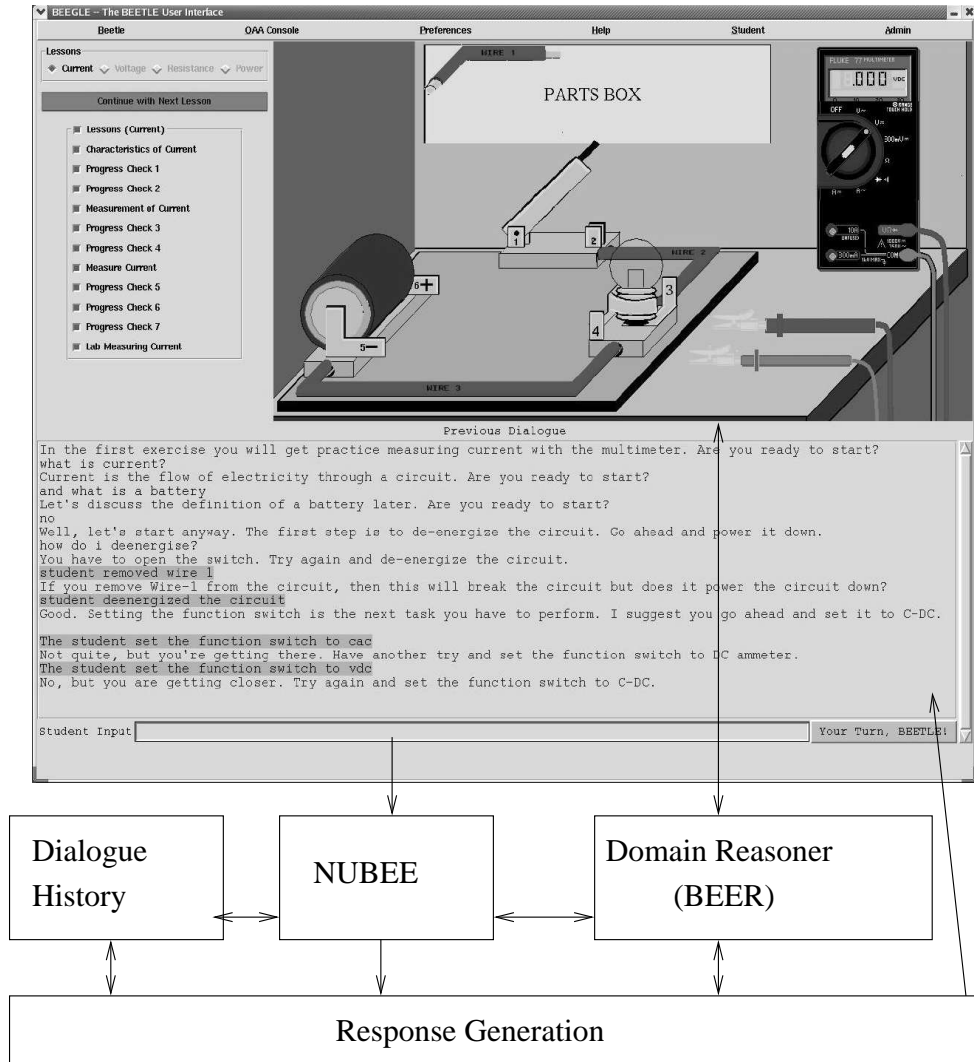 BEEGLE -- The BEETLE User Interface
Beetle OAA Console Preferences Help Student Admin
Lessons
Current Voltage Resistance Power
Continue with Next Lesson
Lessons (Current)
Characteristics of Current
Progress Check 1
Progress Check 2
Measurement of Current
Progress Check 3
Progress Check 4
Measure Current
Progress Check 5
Progress Check 6
Progress Check 7
Lab Measuring Current
WIRE 1
PARTS BOX
FLUKE 77 MULTIMETER
.000 VDC
OFF
300mV
10A
300mA
COM
1
2
WIRE 2
3
4
6+
5-
WIRE 3
Previous Dialogue
In the first exercise you will get practice measuring current with the multimeter. Are you ready to start?
what is current?
Current is the flow of electricity through a circuit. Are you ready to start?
and what is a battery
Let's discuss the definition of a battery later. Are you ready to start?
no
Well, let's start anyway. The first step is to de-energize the circuit. Go ahead and power it down.
how do i deenergise?
You have to open the switch. Try again and de-energize the circuit.
student removed wire 1
If you remove Wire-1 from the circuit, then this will break the circuit but does it power the circuit down?
student deenergized the circuit
Good. Setting the function switch is the next task you have to perform. I suggest you go ahead and set it to C-DC.
The student set the function switch to cac
Not quite, but you're getting there. Have another try and set the function switch to DC ammeter.
The student set the function switch to vdc
No, but you are getting closer. Try again and set the function switch to C-DC.
Student Input
Your Turn, BEETLE!
Dialogue
History
NUBEE
Domain Reasoner
(BEER)
Response Generation